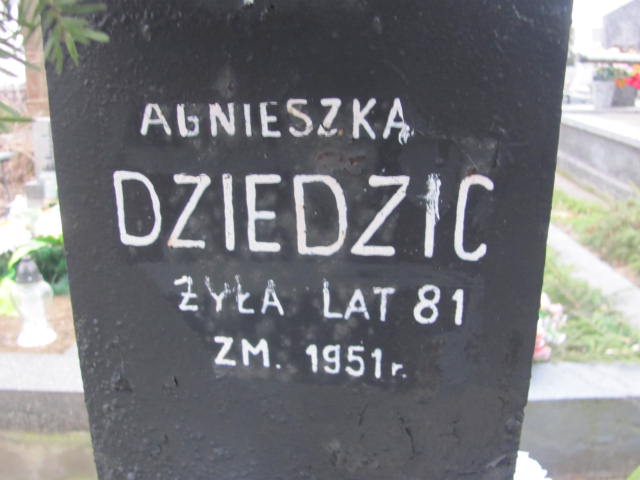 AGNIESZKA
DZIEDZIC
ŻYŁA LAT 81
ZM. 1951 r.